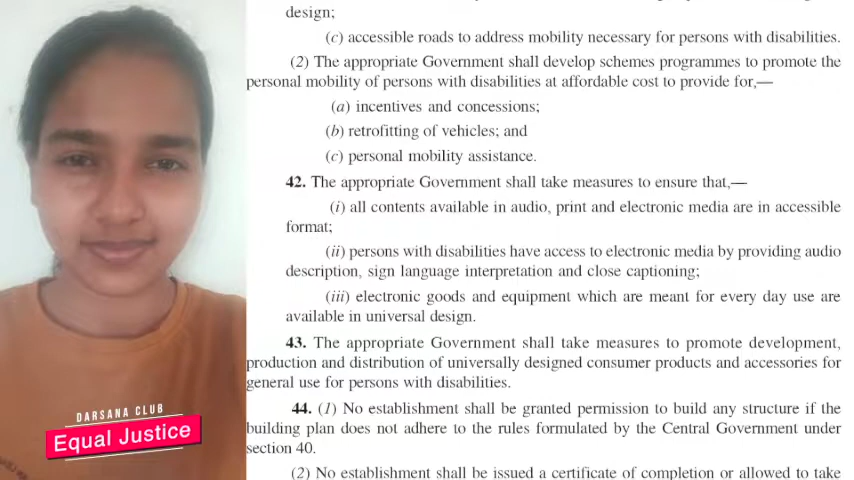 design;
(c) accessible roads to address mobility necessary for persons with disabilities.
(2) The appropriate Government shall develop schemes programmes to promote the
personal mobility of persons with disabilities at affordable cost to provide for,—
(a) incentives and concessions;
(b) retrofitting of vehicles; and
(c) personal mobility assistance.
42. The appropriate Government shall take measures to ensure that,—
(i) all contents available in audio, print and electronic media are in accessible
format;
(ii) persons with disabilities have access to electronic media by providing audio
description, sign language interpretation and close captioning;
(iii) electronic goods and equipment which are meant for every day use are
available in universal design.
43. The appropriate Government shall take measures to promote development,
production and distribution of universally designed consumer products and accessories for
general use for persons with disabilities.
44. (1) No establishment shall be granted permission to build any structure if the
building plan does not adhere to the rules formulated by the Central Government under
section 40.
(2) No establishment shall be issued a certificate of completion or allowed to take
DARSANA CLUB
Equal Justice